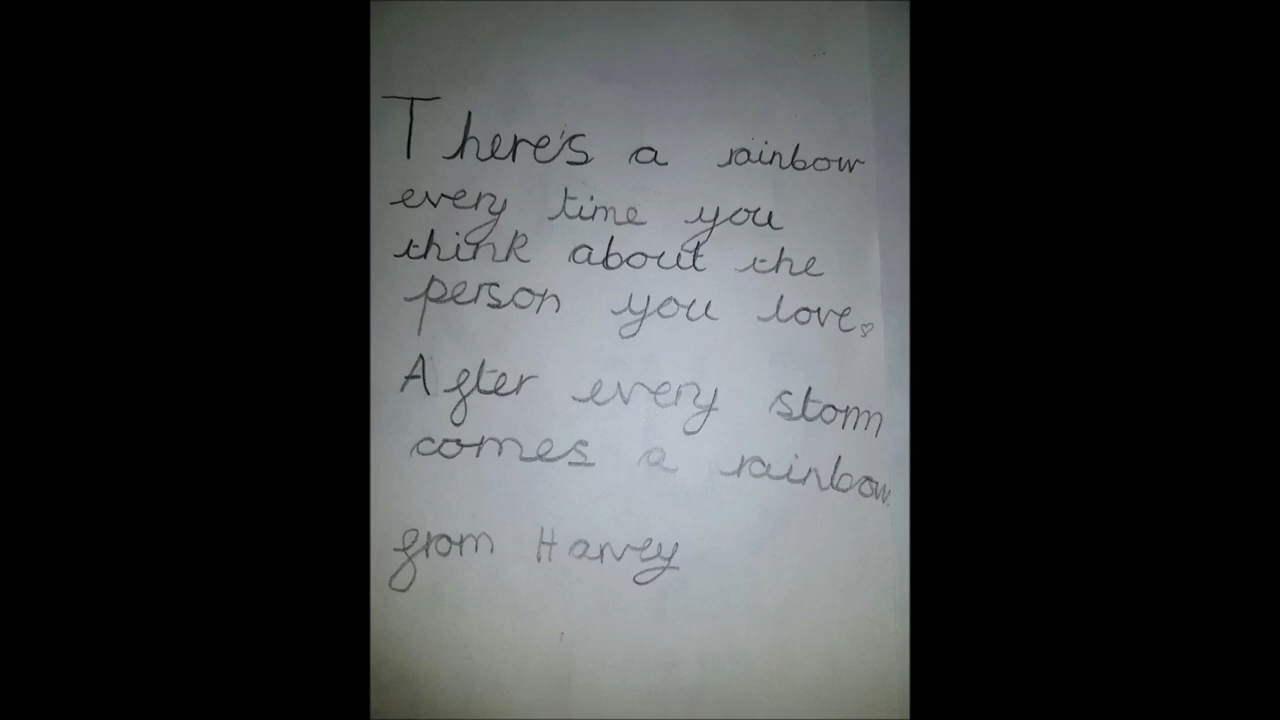 There's a rainbow
every time you
think about the
person you love.
After every storm
comes a rainbow.
from Harvey